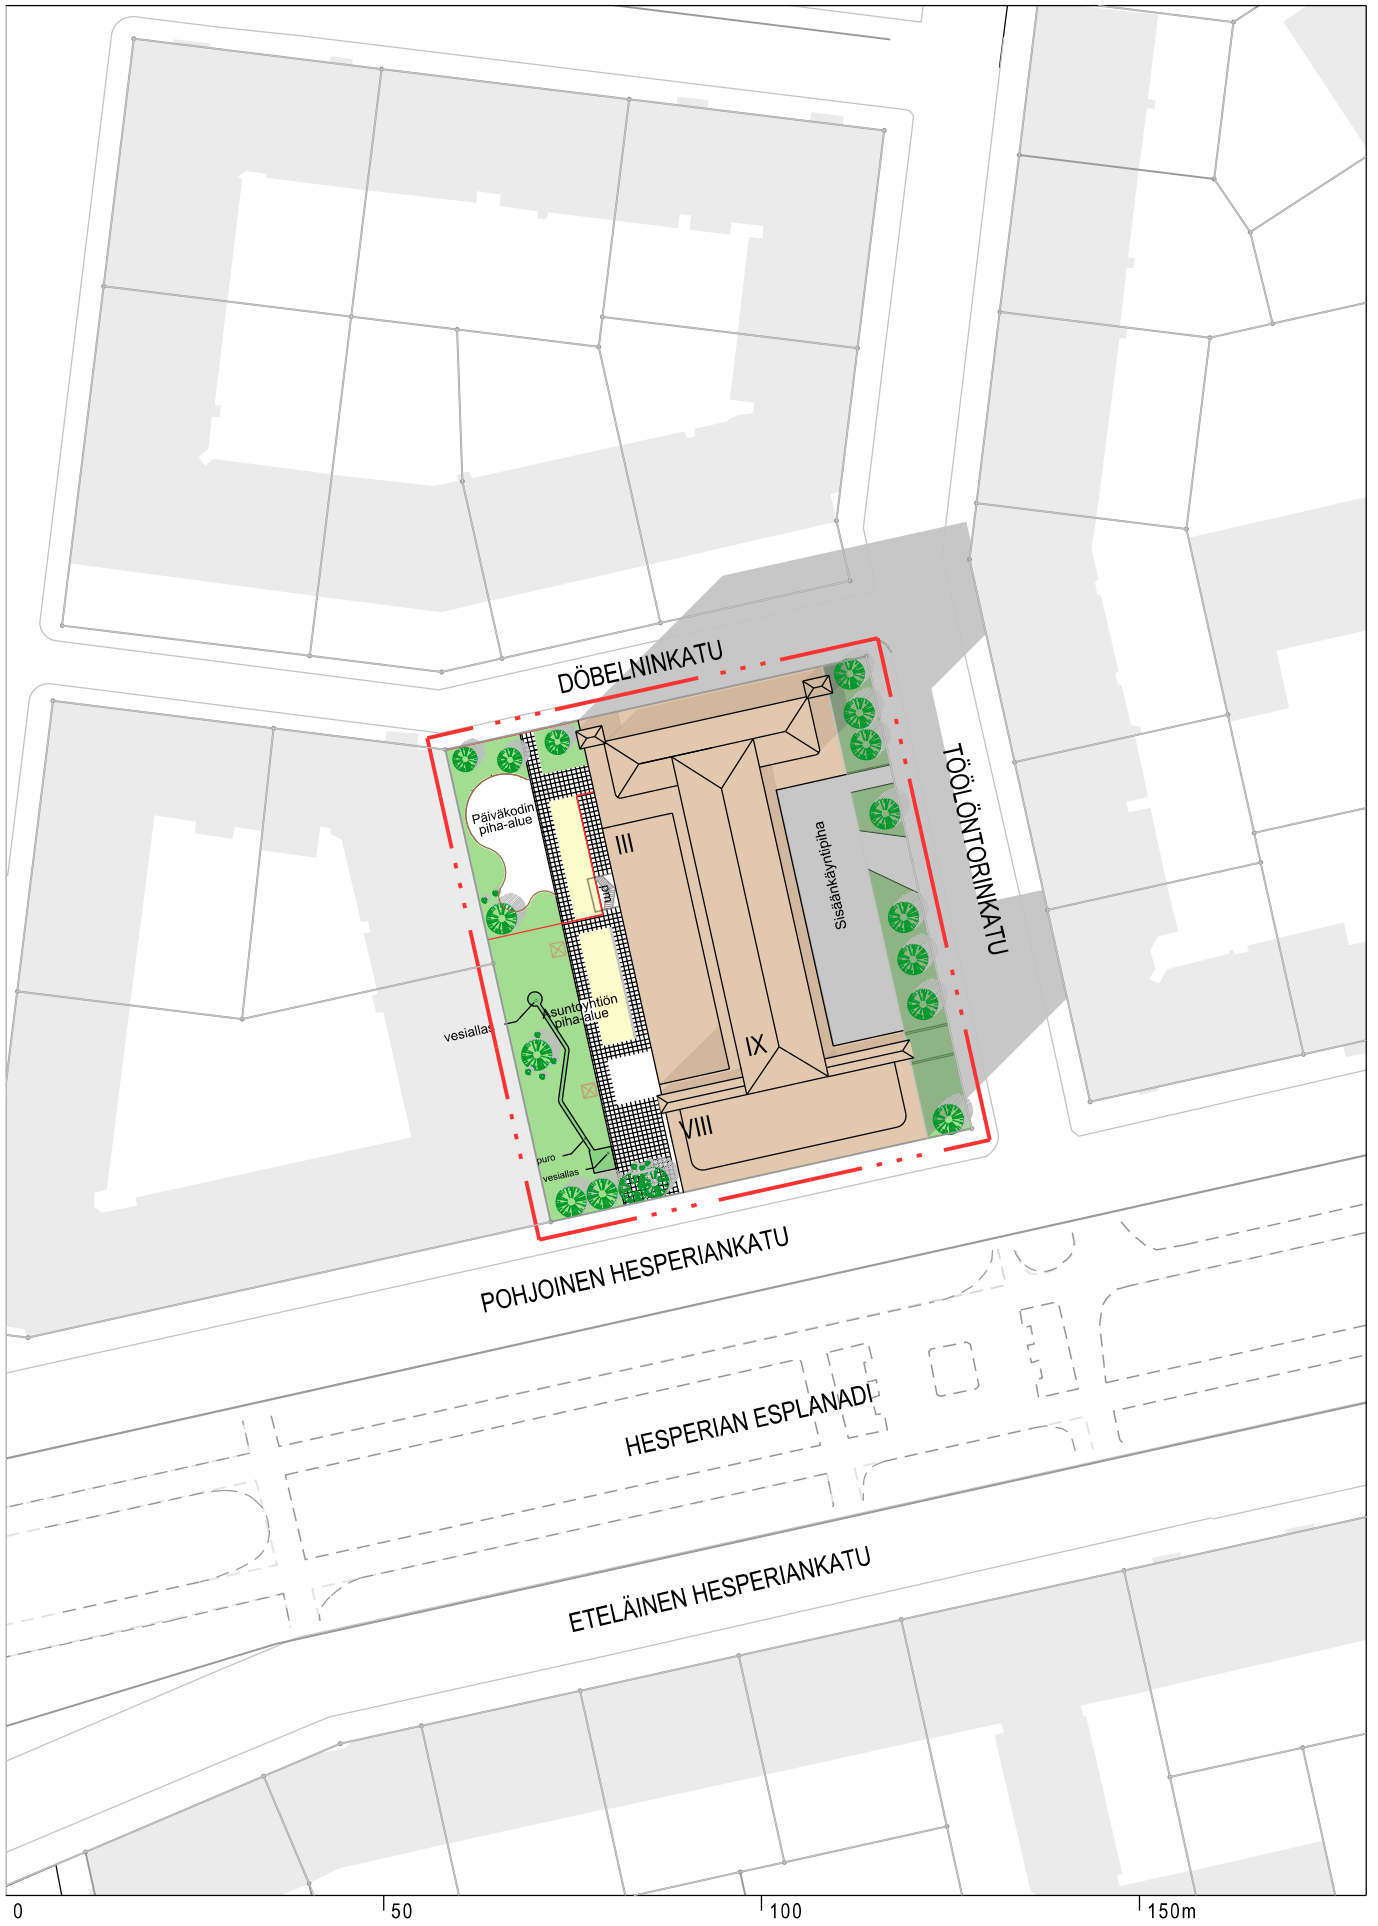 DÖBELNINKATU
TÖÖLÖNTORINKATU
Päiväkodin
piha-alue
III
Sisäänkäyntipiha
puu
Asuntoyhtiön
piha-alue
vesiallas
IX
VIII
puro
vesiallas
POHJOINEN HESPERIANKATU
HESPERIAN ESPLANADI
ETELÄINEN HESPERIANKATU
0 50 100 150m